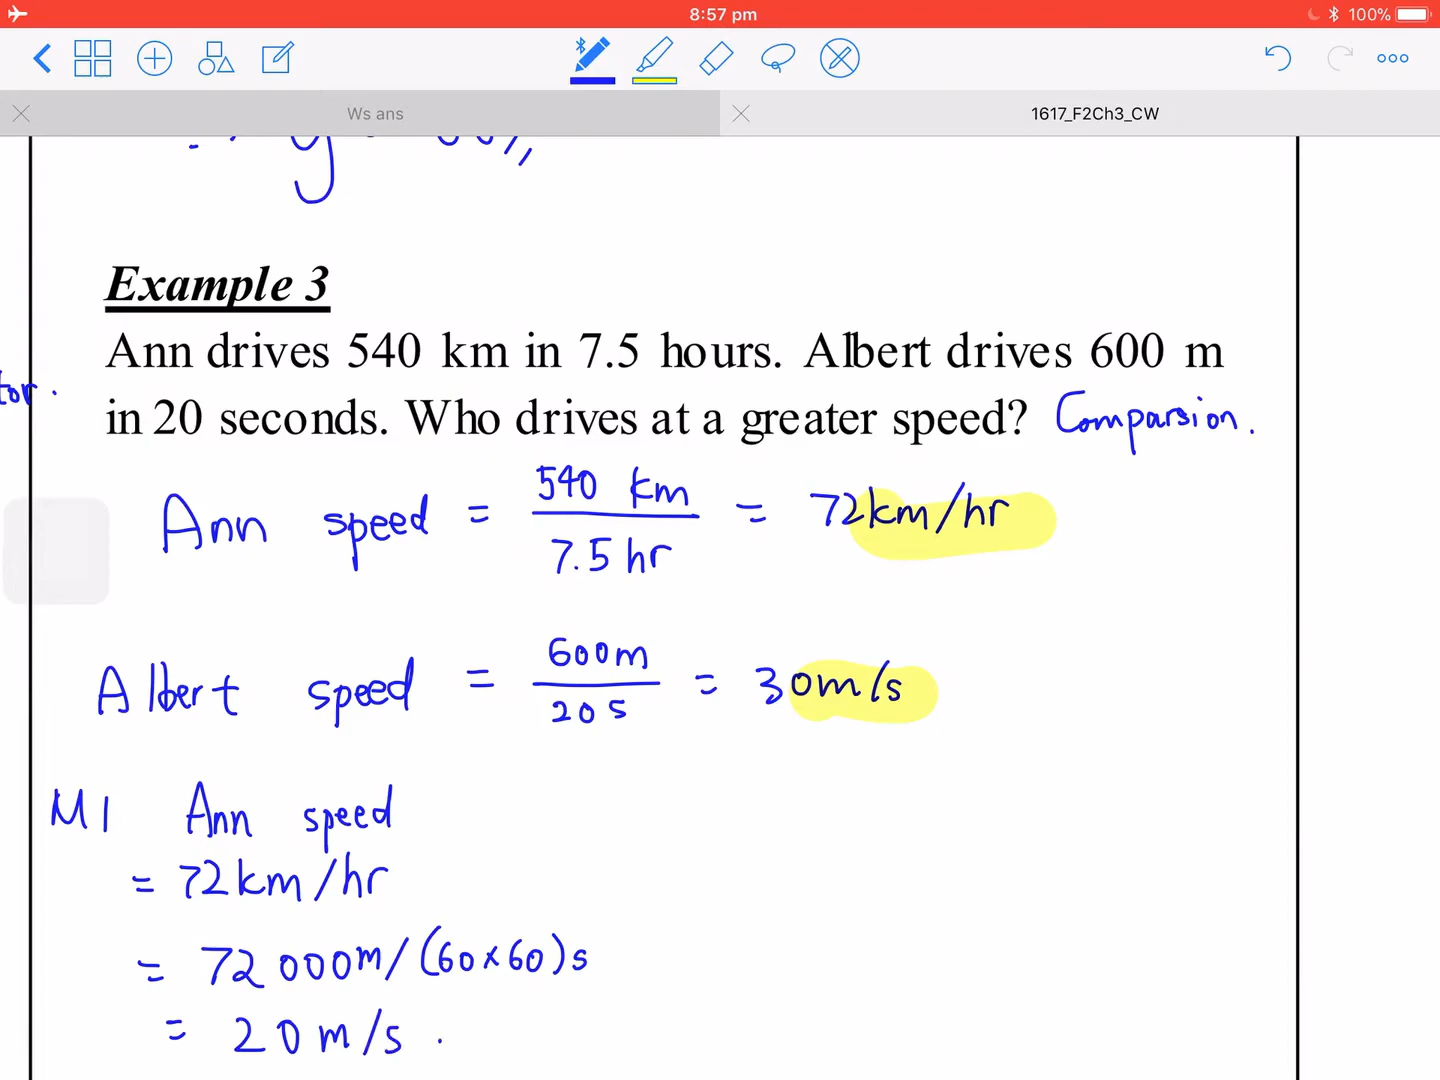 8:57 pm
100%
Ws ans
1617_F2Ch3_CW
Example 3
Ann drives 540 km in 7.5 hours. Albert drives 600 m
in 20 seconds. Who drives at a greater speed? Comparsion.
Ann speed = 540 km / 7.5 hr = 72km/hr
Albert speed = 600m / 20 s = 30m/s
M1 Ann speed
= 72km/hr
= 72 000m/(60×60)s
= 20 m/s.